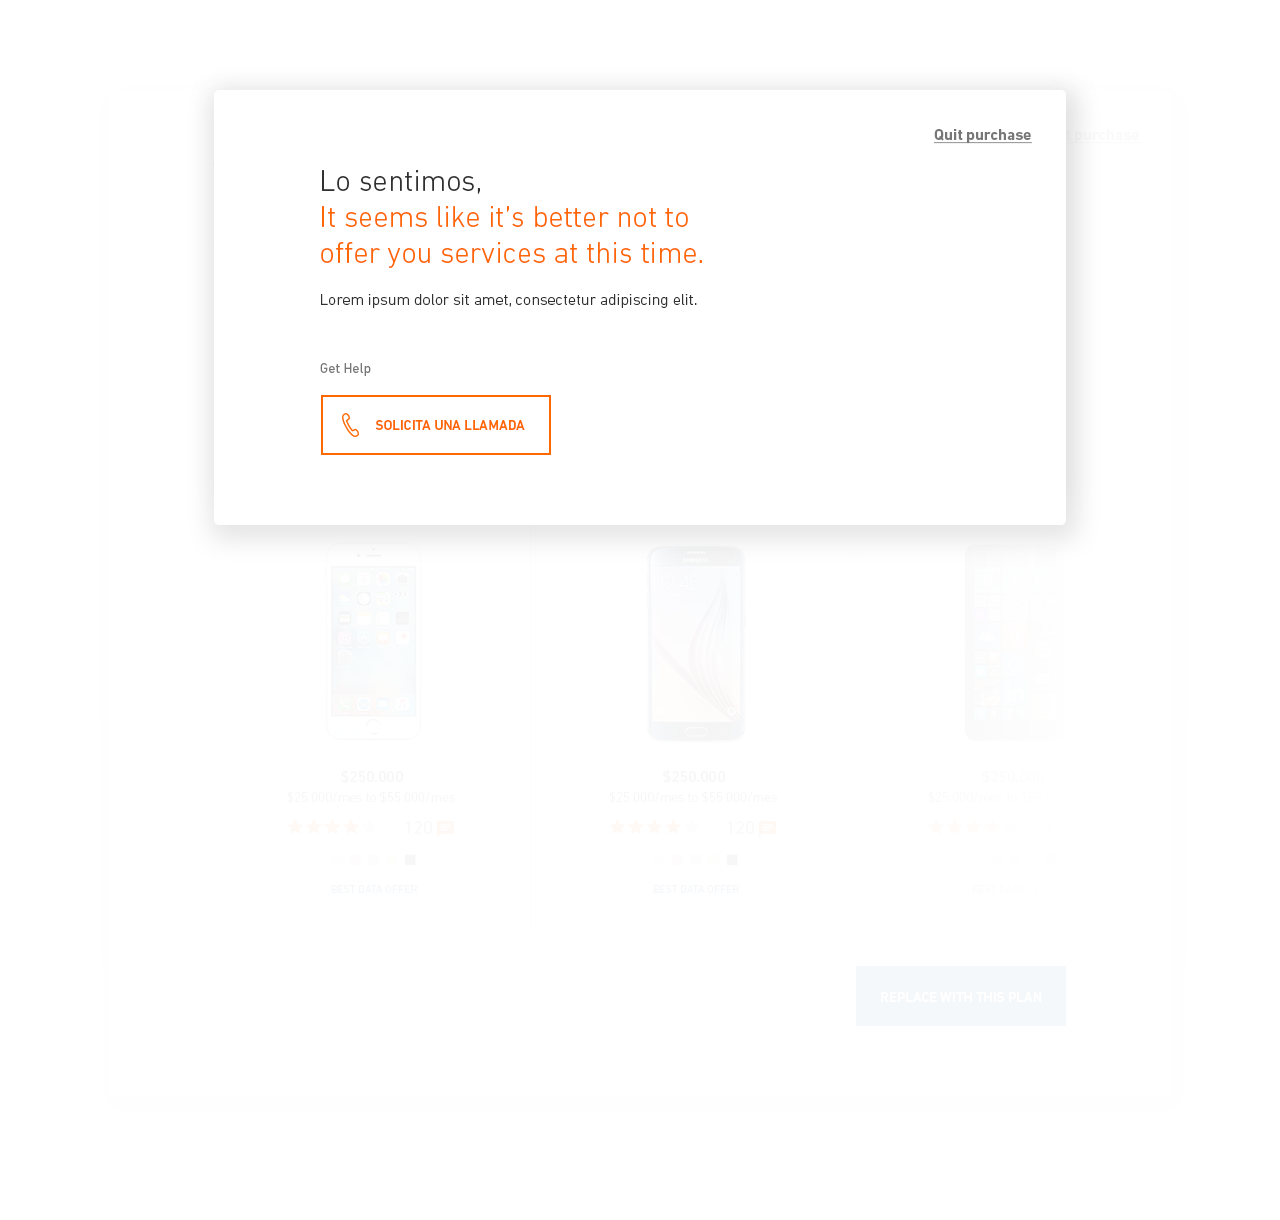 Quit purchase
purchase
Lo sentimos,
It seems like it’s better not to
offer you services at this time.
Lorem ipsum dolor sit amet, consectetur adipiscing elit.
Get Help
SOLICITA UNA LLAMADA
$250,000
$25,000/mes to $55,000/mes
120
BEST DATA OFFER
$250,000
$25,000/mes to $55,000/mes
120
BEST DATA OFFER
REPLACE WITH THIS PLAN